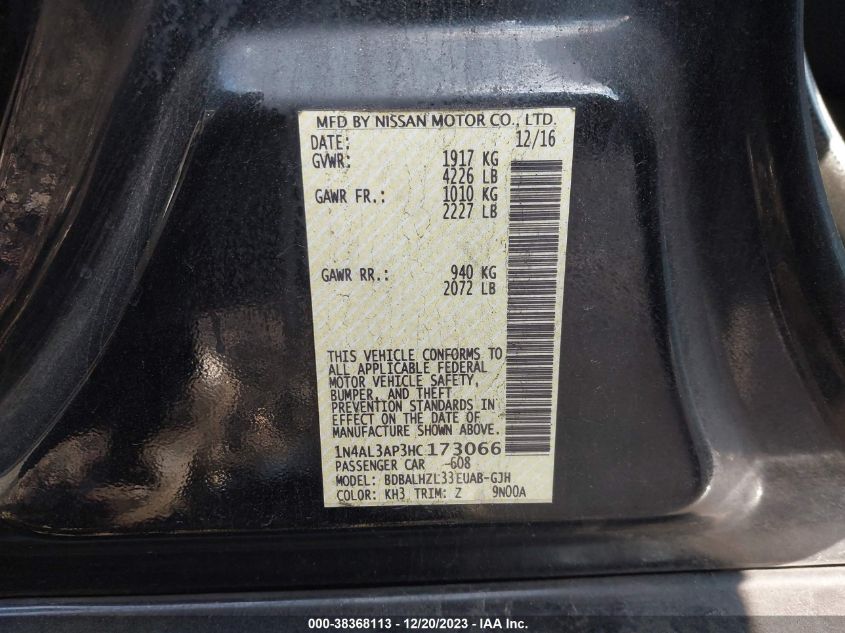 MFD BY NISSAN MOTOR CO., LTD.
DATE: 12/16
GVWR: 1917 KG
4226 LB
GAWR FR.: 1010 KG
2227 LB
GAWR RR.: 940 KG
2072 LB
THIS VEHICLE CONFORMS TO
ALL APPLICABLE FEDERAL
MOTOR VEHICLE SAFETY,
BUMPER, AND THEFT
PREVENTION STANDARDS IN
EFFECT ON THE DATE OF
MANUFACTURE SHOWN ABOVE.
1N4AL3AP3HC173066
PASSENGER CAR -608
MODEL: BDBALHZL33EUAB-GJH
COLOR: KH3 TRIM: Z 9N00A
000-38368113 - 12/20/2023 - IAA Inc.